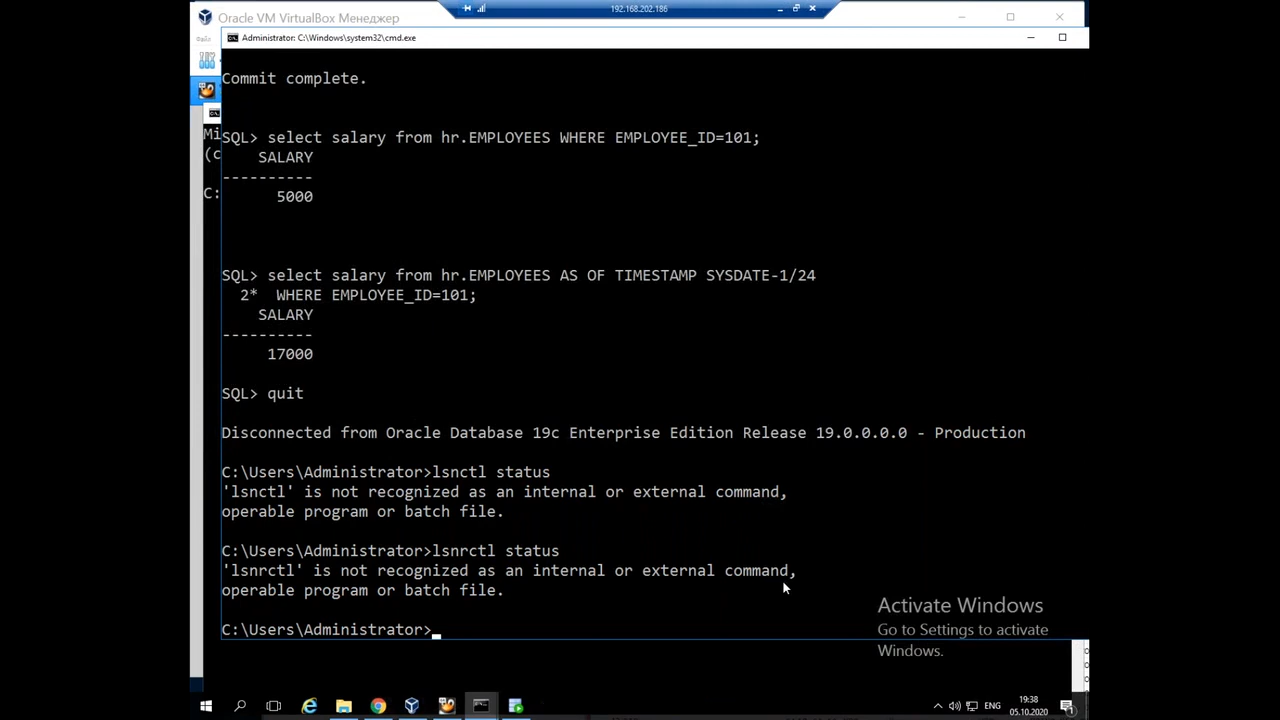 192.168.202.186
Oracle VM VirtualBox Менеджер
Administrator: C:\Windows\system32\cmd.exe
Commit complete.
Mi
(c
C:
SQL> select salary from hr.EMPLOYEES WHERE EMPLOYEE_ID=101;
SALARY
----------
5000
SQL> select salary from hr.EMPLOYEES AS OF TIMESTAMP SYSDATE-1/24
2* WHERE EMPLOYEE_ID=101;
SALARY
----------
17000
SQL> quit
Disconnected from Oracle Database 19c Enterprise Edition Release 19.0.0.0.0 - Production
C:\Users\Administrator>lsnctl status
'lsnctl' is not recognized as an internal or external command,
operable program or batch file.
C:\Users\Administrator>lsnrctl status
'lsnrctl' is not recognized as an internal or external command,
operable program or batch file.
C:\Users\Administrator>
Activate Windows
Go to Settings to activate
Windows.
ENG
19:38
05.10.2020